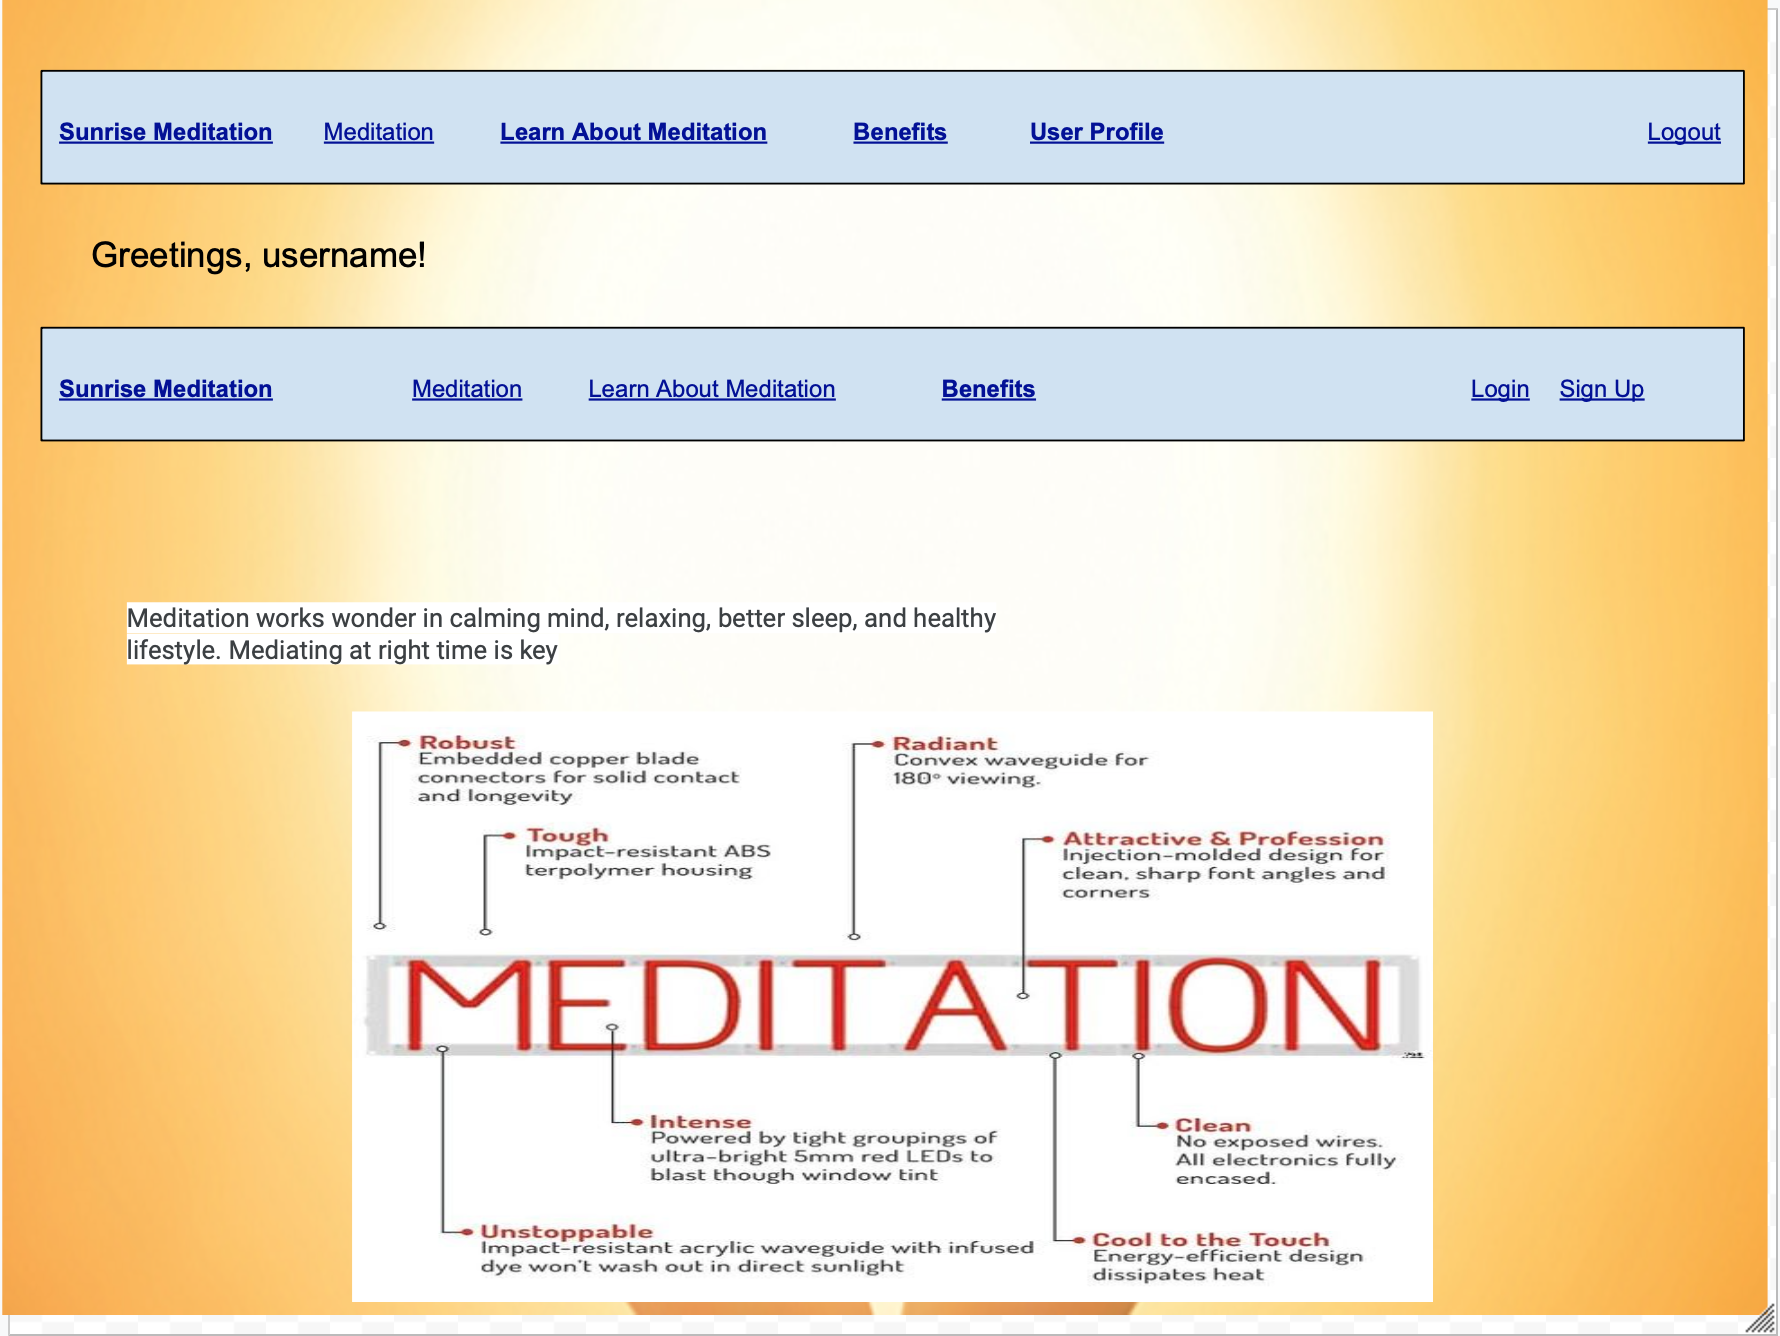 Sunrise Meditation Meditation Learn About Meditation Benefits User Profile Logout
Greetings, username!
Sunrise Meditation Meditation Learn About Meditation Benefits Login Sign Up
Meditation works wonder in calming mind, relaxing, better sleep, and healthy
lifestyle. Mediating at right time is key
Robust
Embedded copper blade
connectors for solid contact
and longevity
Radiant
Convex waveguide for
180° viewing.
Tough
Impact-resistant ABS
terpolymer housing
Attractive & Profession
Injection-molded design for
clean, sharp font angles and
corners
MEDITATION
Intense
Powered by tight groupings of
ultra-bright 5mm red LEDs to
blast though window tint
Clean
No exposed wires.
All electronics fully
encased.
Unstoppable
Impact-resistant acrylic waveguide with infused
dye won't wash out in direct sunlight
Cool to the Touch
Energy-efficient design
dissipates heat